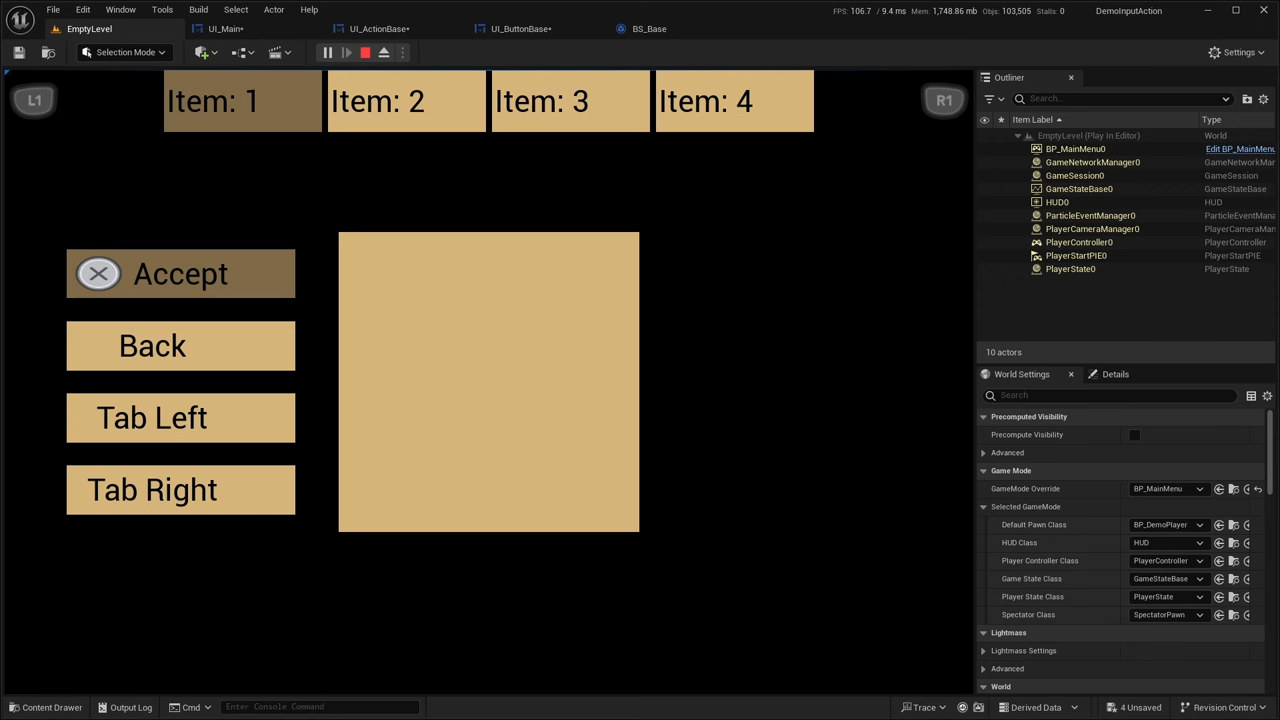 File Edit Window Tools Build Select Actor Help
FPS: 106.7 / 9.4 ms Mem: 1,748.86 mb Objs: 103,505 Stalls: 0 DemoInputAction
EmptyLevel UI_Main* UI_ActionBase* UI_ButtonBase* BS_Base
Selection Mode Settings
L1 Item: 1 Item: 2 Item: 3 Item: 4 R1
Accept
Back
Tab Left
Tab Right
Outliner
Search...
Item Label Type
EmptyLevel (Play In Editor) World
BP_MainMenu0 Edit BP_MainMenu
GameNetworkManager0 GameNetworkMar
GameSession0 GameSession
GameStateBase0 GameStateBase
HUD0 HUD
ParticleEventManager0 ParticleEventMana
PlayerCameraManager0 PlayerCameraMan
PlayerController0 PlayerController
PlayerStartPIE0 PlayerStartPIE
PlayerState0 PlayerState
10 actors
World Settings Details
Search
Precomputed Visibility
Precompute Visibility
Advanced
Game Mode
GameMode Override BP_MainMenu
Selected GameMode
Default Pawn Class BP_DemoPlayer
HUD Class HUD
Player Controller Class PlayerController
Game State Class GameStateBase
Player State Class PlayerState
Spectator Class SpectatorPawn
Lightmass
Lightmass Settings
Advanced
World
Content Drawer Output Log Cmd Enter Console Command Trace Derived Data 4 Unsaved Revision Control